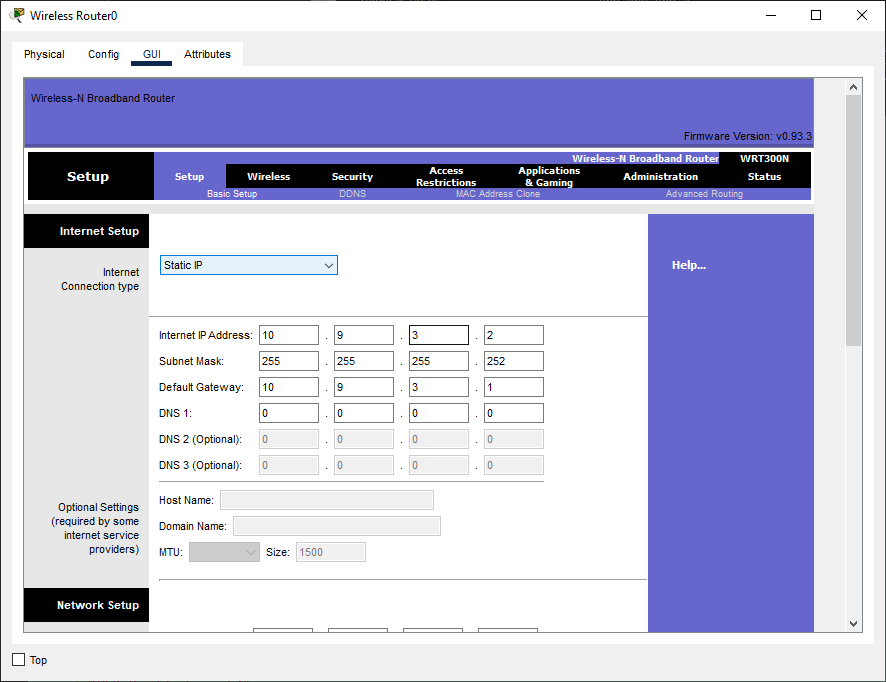 Wireless Router0
Physical Config GUI Attributes
Wireless-N Broadband Router
Firmware Version: v0.93.3
Wireless-N Broadband Router WRT300N
Setup Setup Wireless Security Access Restrictions Applications & Gaming Administration Status
Basic Setup DDNS MAC Address Clone Advanced Routing
Internet Setup
Internet
Connection type
Static IP
Help...
Internet IP Address: 10 . 9 . 3 . 2
Subnet Mask: 255 . 255 . 255 . 252
Default Gateway: 10 . 9 . 3 . 1
DNS 1: 0 . 0 . 0 . 0
DNS 2 (Optional): 0 . 0 . 0 . 0
DNS 3 (Optional): 0 . 0 . 0 . 0
Optional Settings
(required by some
internet service
providers)
Host Name:
Domain Name:
MTU: Size: 1500
Network Setup
Top